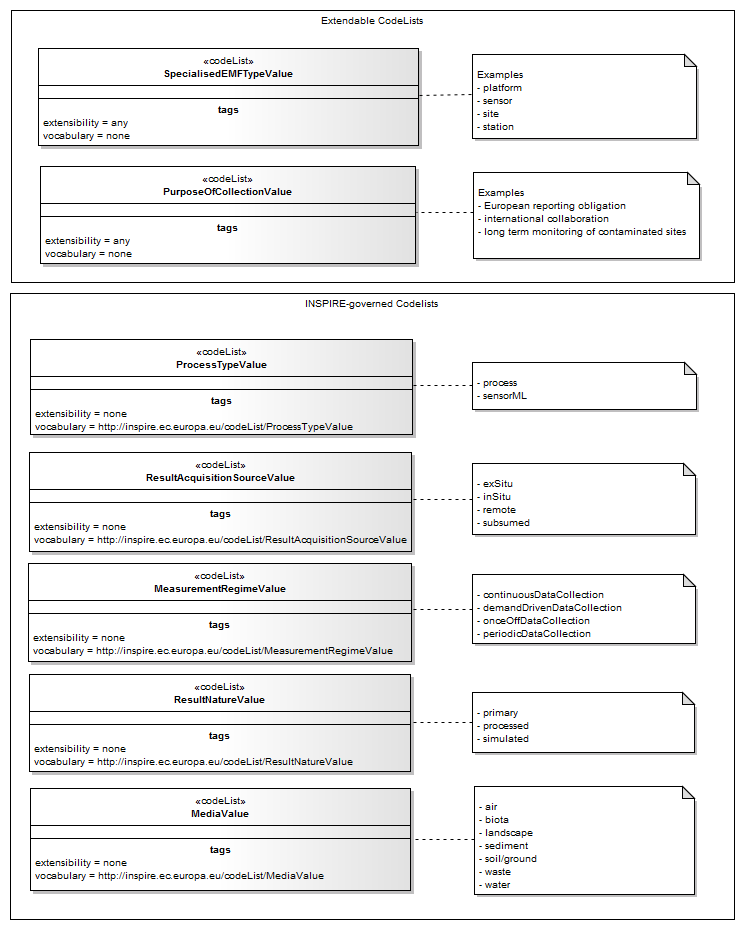 Extendable CodeLists
«codeList»
SpecialisedEMFTypeValue
tags
extensibility = any
vocabulary = none
Examples
- platform
- sensor
- site
- station
«codeList»
PurposeOfCollectionValue
tags
extensibility = any
vocabulary = none
Examples
- European reporting obligation
- international collaboration
- long term monitoring of contaminated sites
INSPIRE-governed Codelists
«codeList»
ProcessTypeValue
tags
extensibility = none
vocabulary = http://inspire.ec.europa.eu/codeList/ProcessTypeValue
- process
- sensorML
«codeList»
ResultAcquisitionSourceValue
tags
extensibility = none
vocabulary = http://inspire.ec.europa.eu/codeList/ResultAcquisitionSourceValue
- exSitu
- inSitu
- remote
- subsumed
«codeList»
MeasurementRegimeValue
tags
extensibility = none
vocabulary = http://inspire.ec.europa.eu/codeList/MeasurementRegimeValue
- continuousDataCollection
- demandDrivenDataCollection
- onceOffDataCollection
- periodicDataCollection
«codeList»
ResultNatureValue
tags
extensibility = none
vocabulary = http://inspire.ec.europa.eu/codeList/ResultNatureValue
- primary
- processed
- simulated
«codeList»
MediaValue
tags
extensibility = none
vocabulary = http://inspire.ec.europa.eu/codeList/MediaValue
- air
- biota
- landscape
- sediment
- soil/ground
- waste
- water